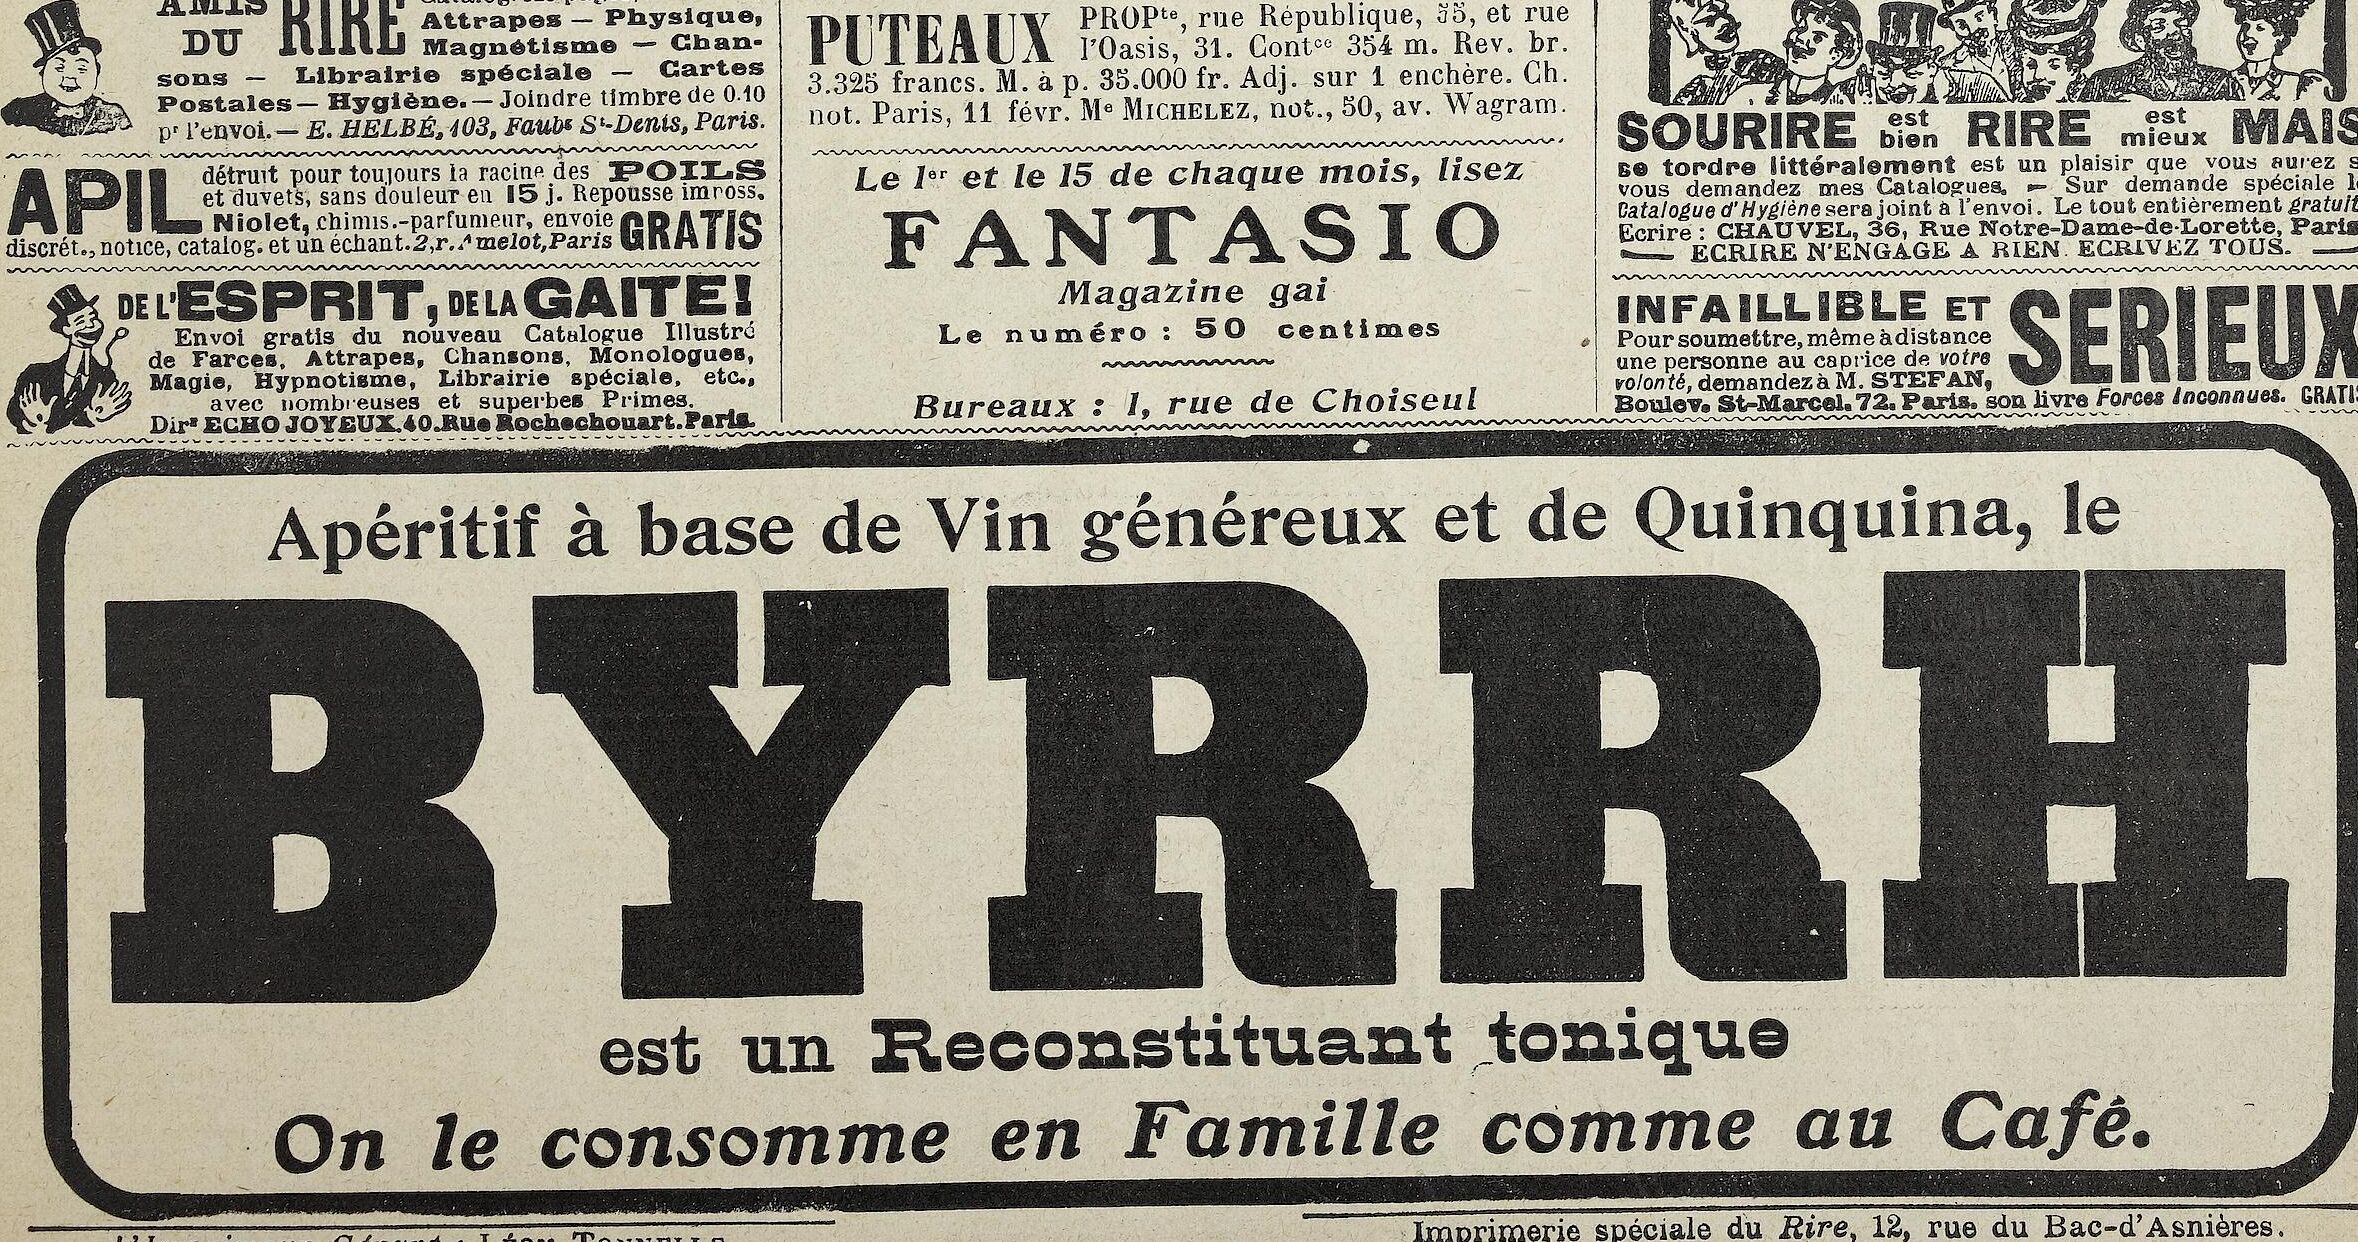 AMIS
DU
RIRE
Attrapes — Physique,
Magnétisme — Chan-
sons — Librairie spéciale — Cartes
Postales — Hygiène. — Joindre timbre de 0.10
pr l'envoi. — E. HELBÉ, 103, Faubg St-Denis, Paris.
APIL détruit pour toujours la racine des POILS
et duvets, sans douleur en 15 j. Repousse imposs.
Niolet, chimis.-parfumeur, envoie GRATIS
discrèt., notice, catalog. et un échant. 2, r. Amelot, Paris
DE L'ESPRIT, DE LA GAITE!
Envoi gratis du nouveau Catalogue Illustré
de Farces, Attrapes, Chansons, Monologues,
Magie, Hypnotisme, Librairie spéciale, etc.,
avec nombreuses et superbes Primes.
Dirr ECHO JOYEUX. 40. Rue Rochechouart. Paris.
PUTEAUX PROPte, rue République, 55, et rue
l'Oasis, 31. Contce 354 m. Rev. br.
3.325 francs. M. à p. 35.000 fr. Adj. sur 1 enchère. Ch.
not. Paris, 11 févr. Me MICHELEZ, not., 50, av. Wagram.
Le 1er et le 15 de chaque mois, lisez
FANTASIO
Magazine gai
Le numéro : 50 centimes
Bureaux : 1, rue de Choiseul
SOURIRE est bien RIRE est mieux MAIS
se tordre littéralement est un plaisir que vous aurez s
vous demandez mes Catalogues. — Sur demande spéciale l
Catalogue d'Hygiène sera joint à l'envoi. Le tout entièrement gratuit
Ecrire : CHAUVEL, 36, Rue Notre-Dame-de-Lorette, Paris
ECRIRE N'ENGAGE A RIEN. ECRIVEZ TOUS.
INFAILLIBLE ET SERIEUX
Pour soumettre, même à distance
une personne au caprice de votre
volonté, demandez à M. STEFAN,
Boulev. St-Marcel. 72. Paris. son livre Forces Inconnues. GRATIS
Apéritif à base de Vin généreux et de Quinquina, le
BYRRH
est un Reconstituant tonique
On le consomme en Famille comme au Café.
Imprimerie spéciale du Rire, 12, rue du Bac-d'Asnières.